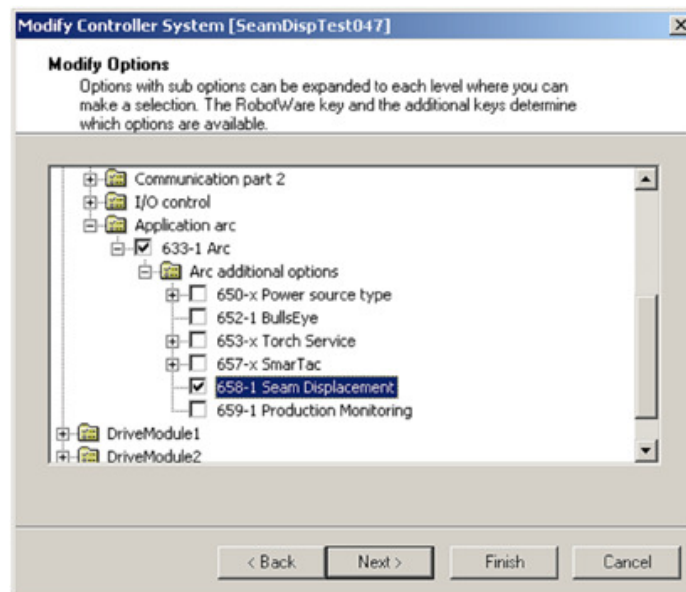 Modify Controller System [SeamDispTest047]
Modify Options
Options with sub options can be expanded to each level where you can
make a selection. The RobotWare key and the additional keys determine
which options are available.
Communication part 2
I/O control
Application arc
633-1 Arc
Arc additional options
650-x Power source type
652-1 BullsEye
653-x Torch Service
657-x SmarTac
658-1 Seam Displacement
659-1 Production Monitoring
DriveModule1
DriveModule2
< Back
Next >
Finish
Cancel